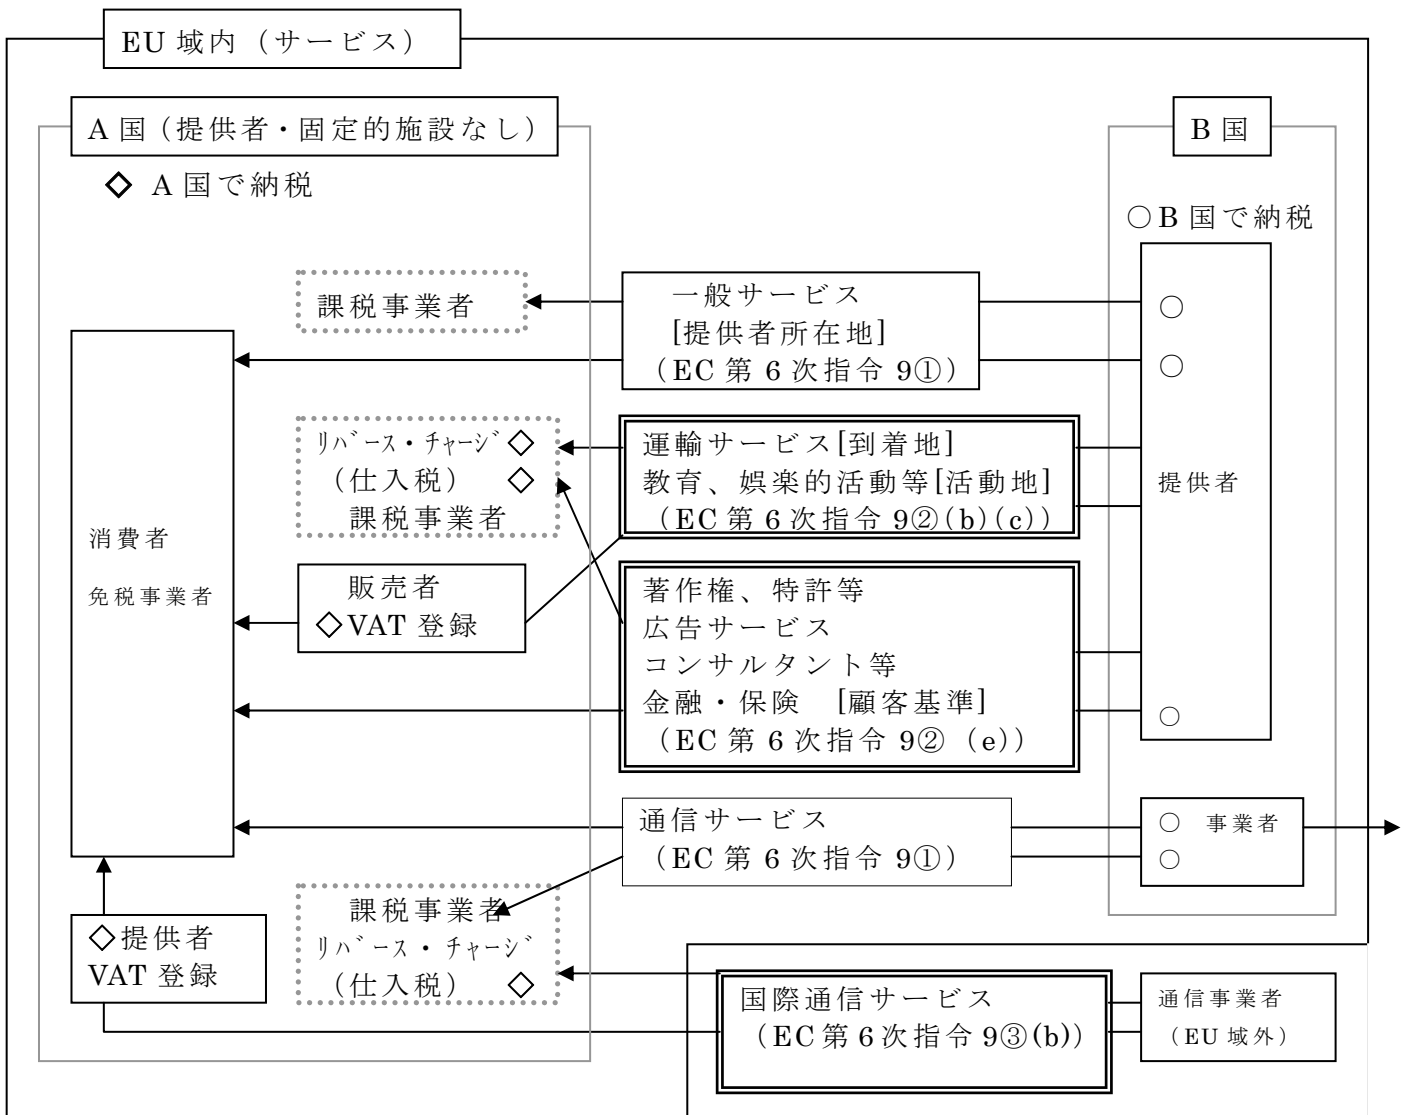 EU 域内（サービス）
A 国（提供者・固定的施設なし）
B 国
◇ A 国で納税
○B 国で納税
課税事業者
一般サービス
[提供者所在地]
（EC 第 6 次指令 9①）
○
○
ﾘﾊﾞｰｽ・ﾁｬｰｼﾞ◇
（仕入税） ◇
課税事業者
運輸サービス[到着地]
教育、娯楽的活動等[活動地]
（EC 第 6 次指令 9②(b)(c)）
提供者
消費者
免税事業者
販売者
◇VAT 登録
著作権、特許等
広告サービス
コンサルタント等
金融・保険 [顧客基準]
（EC 第 6 次指令 9② (e)）
○
通信サービス
（EC 第 6 次指令 9①）
○ 事業者
○
課税事業者
ﾘﾊﾞｰｽ・ﾁｬｰｼﾞ
（仕入税） ◇
◇提供者
VAT 登録
国際通信サービス
（EC 第 6 次指令 9③(b)）
通信事業者
（EU 域外）